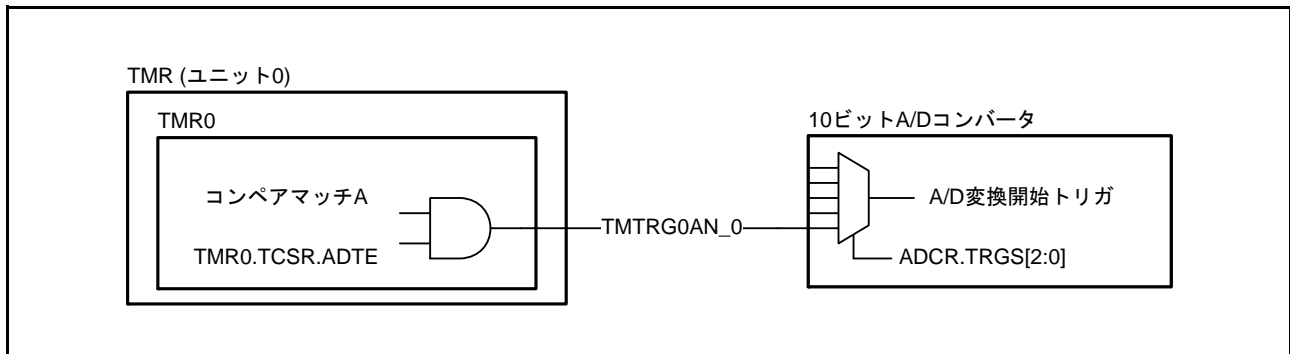 TMR (ユニット0)
TMR0
コンペアマッチA
TMR0.TCSR.ADTE
TMTRG0AN_0
10ビットA/Dコンバータ
A/D変換開始トリガ
ADCR.TRGS[2:0]